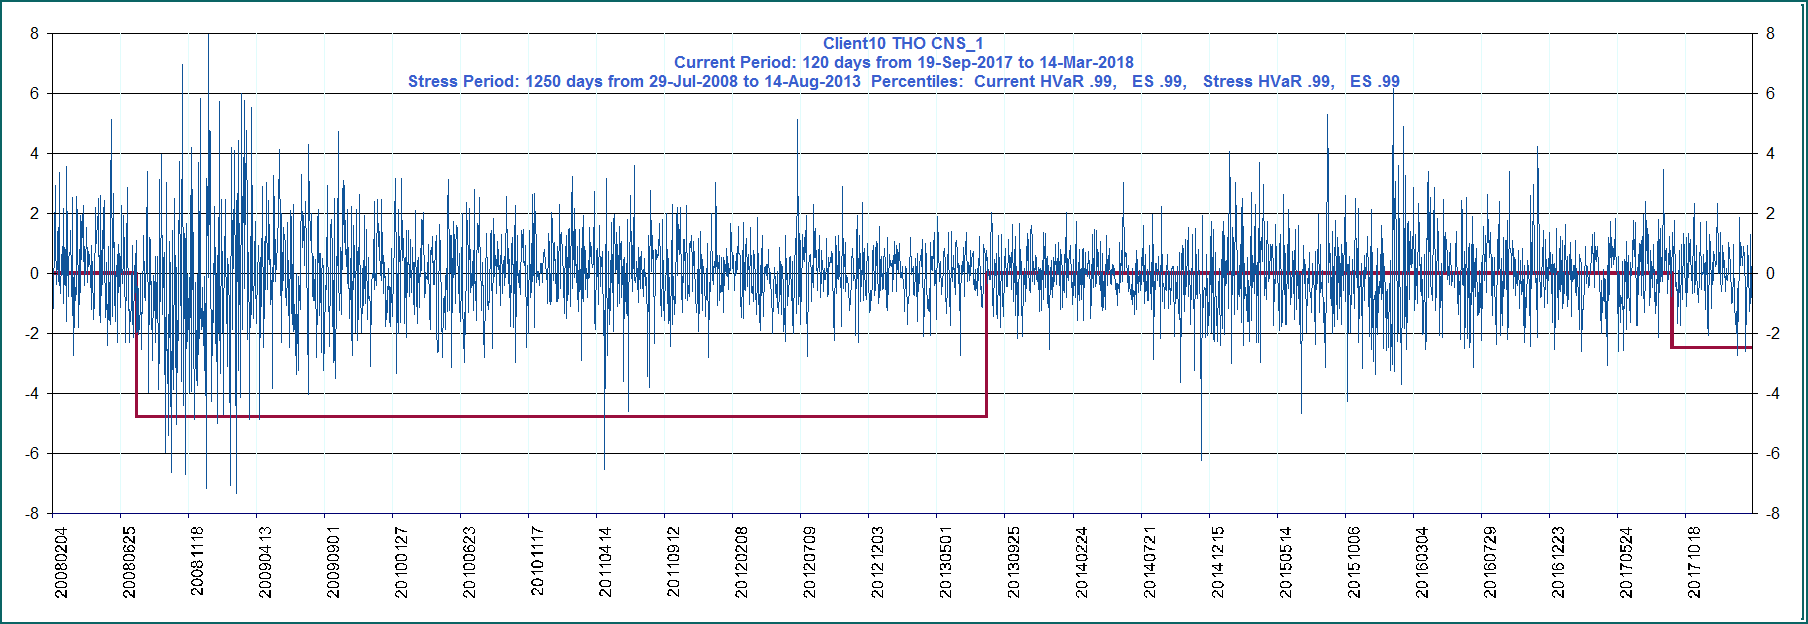 Client10 THO CNS_1
Current Period: 120 days from 19-Sep-2017 to 14-Mar-2018
Stress Period: 1250 days from 29-Jul-2008 to 14-Aug-2013 Percentiles: Current HVaR .99, ES .99, Stress HVaR .99, ES .99
8 8
6 6
4 4
2 2
0 0
-2 -2
-4 -4
-6 -6
-8 -8
20080204 20080625 20081118 20090413 20090901 20100127 20100623 20101117 20110414 20110912 20120208 20120709 20121203 20130501 20130925 20140224 20140721 20141215 20150514 20151006 20160304 20160729 20161223 20170524 20171018